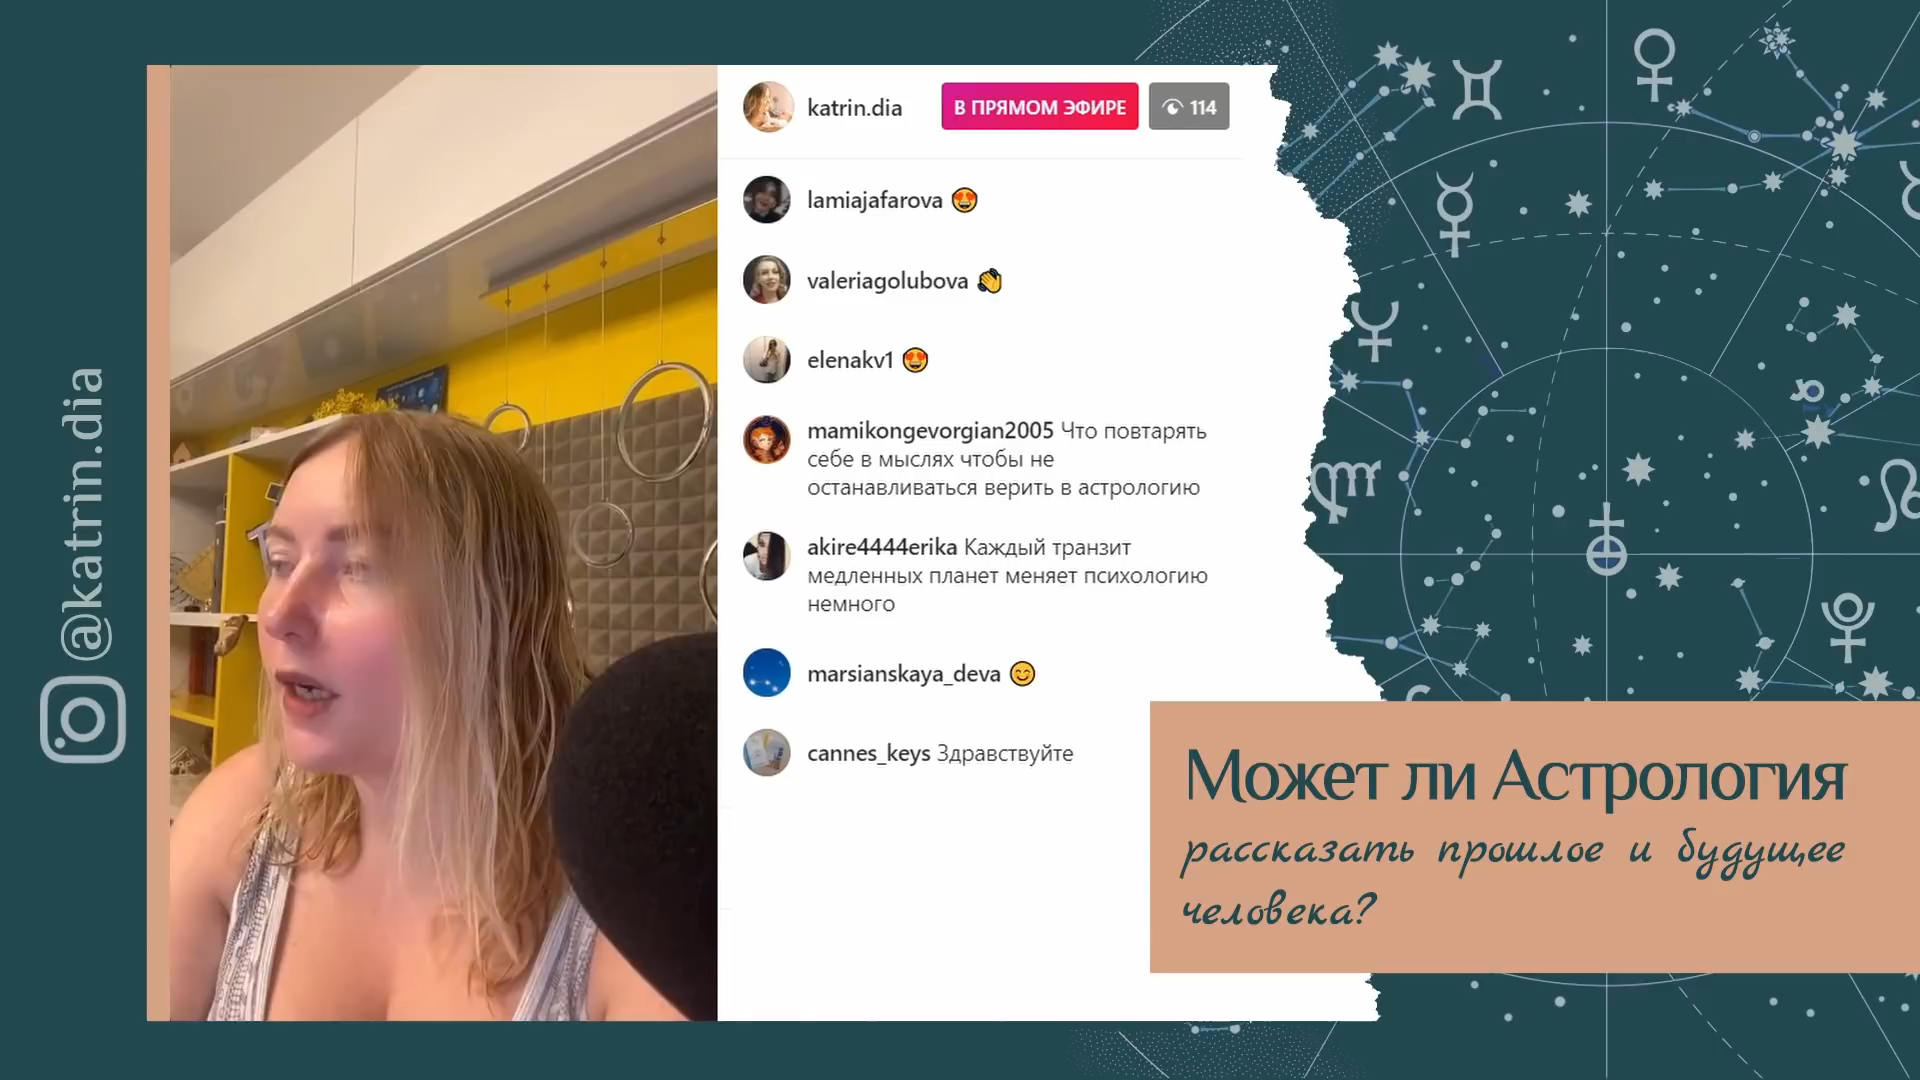 @katrin.dia
katrin.dia
В ПРЯМОМ ЭФИРЕ
114
lamiajafarova 😍
valeriagolubova 👏
elenakv1 😍
mamikongevorgian2005 Что повтарять
себе в мыслях чтобы не
останавливаться верить в астрологию
akire4444erika Каждый транзит
медленных планет меняет психологию
немного
marsianskaya_deva 😊
cannes_keys Здравствуйте
Может ли Астрология
рассказать прошлое и будущее
человека?